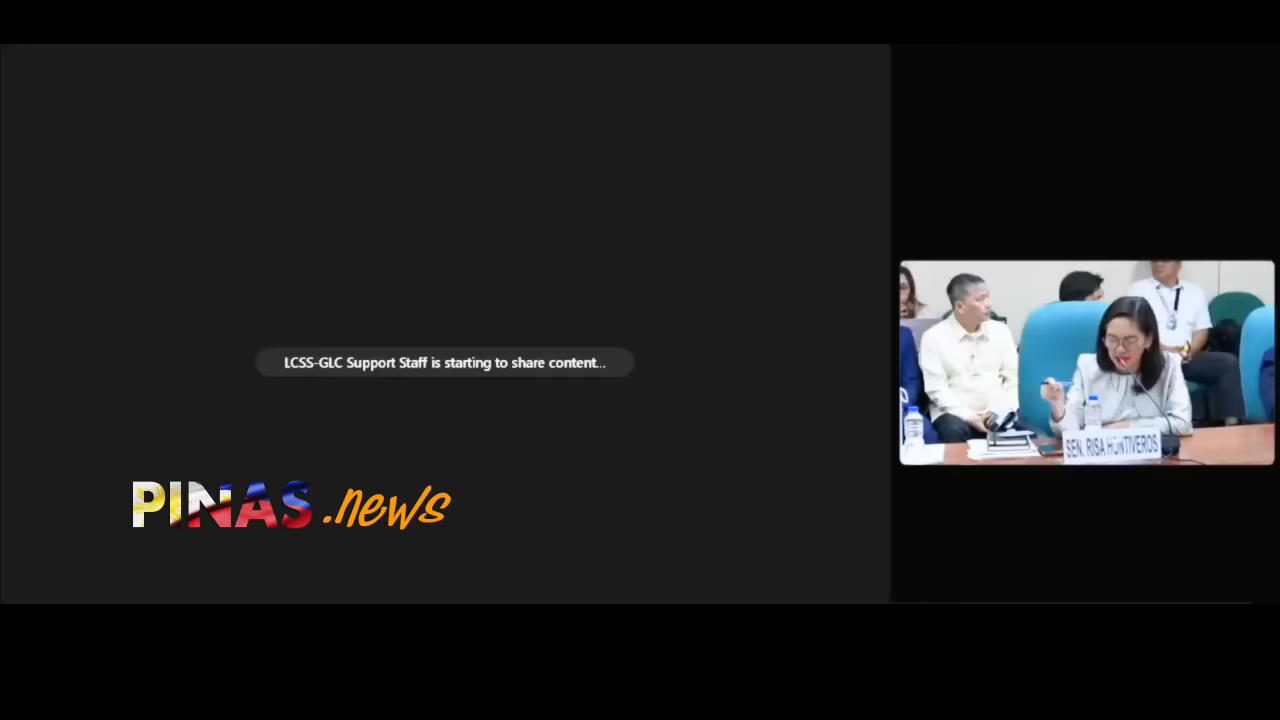 LCSS-GLC Support Staff is starting to share content...
PINAS.news
SEN. RISA HONTIVEROS